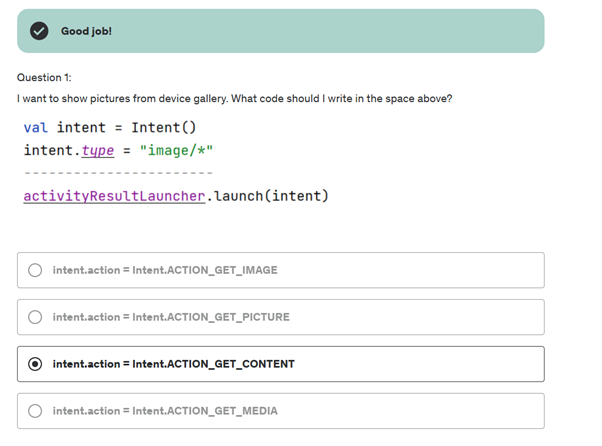 Good job!
Question 1:
I want to show pictures from device gallery. What code should I write in the space above?
val intent = Intent()
intent.type = "image/*"
-----------------------
activityResultLauncher.launch(intent)
intent.action = Intent.ACTION_GET_IMAGE
intent.action = Intent.ACTION_GET_PICTURE
intent.action = Intent.ACTION_GET_CONTENT
intent.action = Intent.ACTION_GET_MEDIA